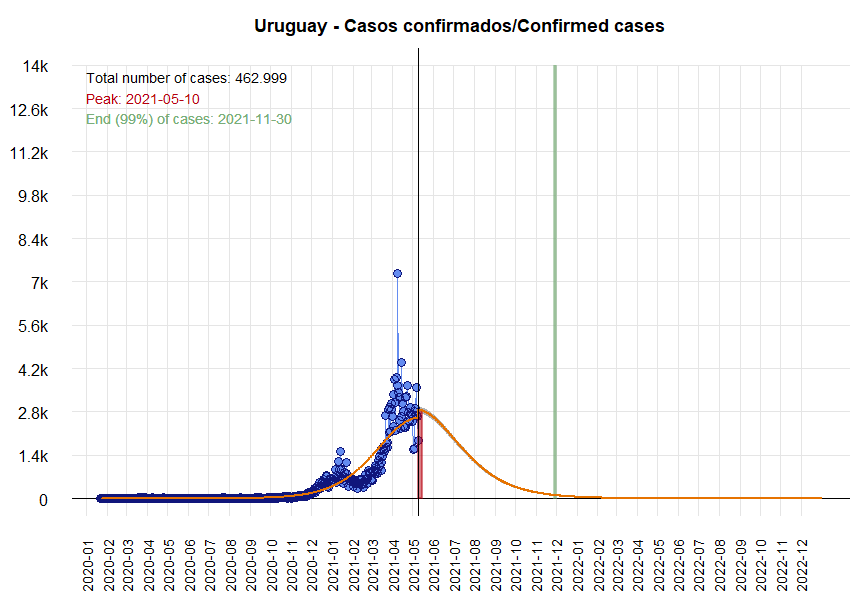 Uruguay - Casos confirmados/Confirmed cases
14k
Total number of cases: 462.999
Peak: 2021-05-10
End (99%) of cases: 2021-11-30
12.6k
11.2k
9.8k
8.4k
7k
5.6k
4.2k
2.8k
1.4k
0
2020-01
2020-02
2020-03
2020-04
2020-05
2020-06
2020-07
2020-08
2020-09
2020-10
2020-11
2020-12
2021-01
2021-02
2021-03
2021-04
2021-05
2021-06
2021-07
2021-08
2021-09
2021-10
2021-11
2021-12
2022-01
2022-02
2022-03
2022-04
2022-05
2022-06
2022-07
2022-08
2022-09
2022-10
2022-11
2022-12